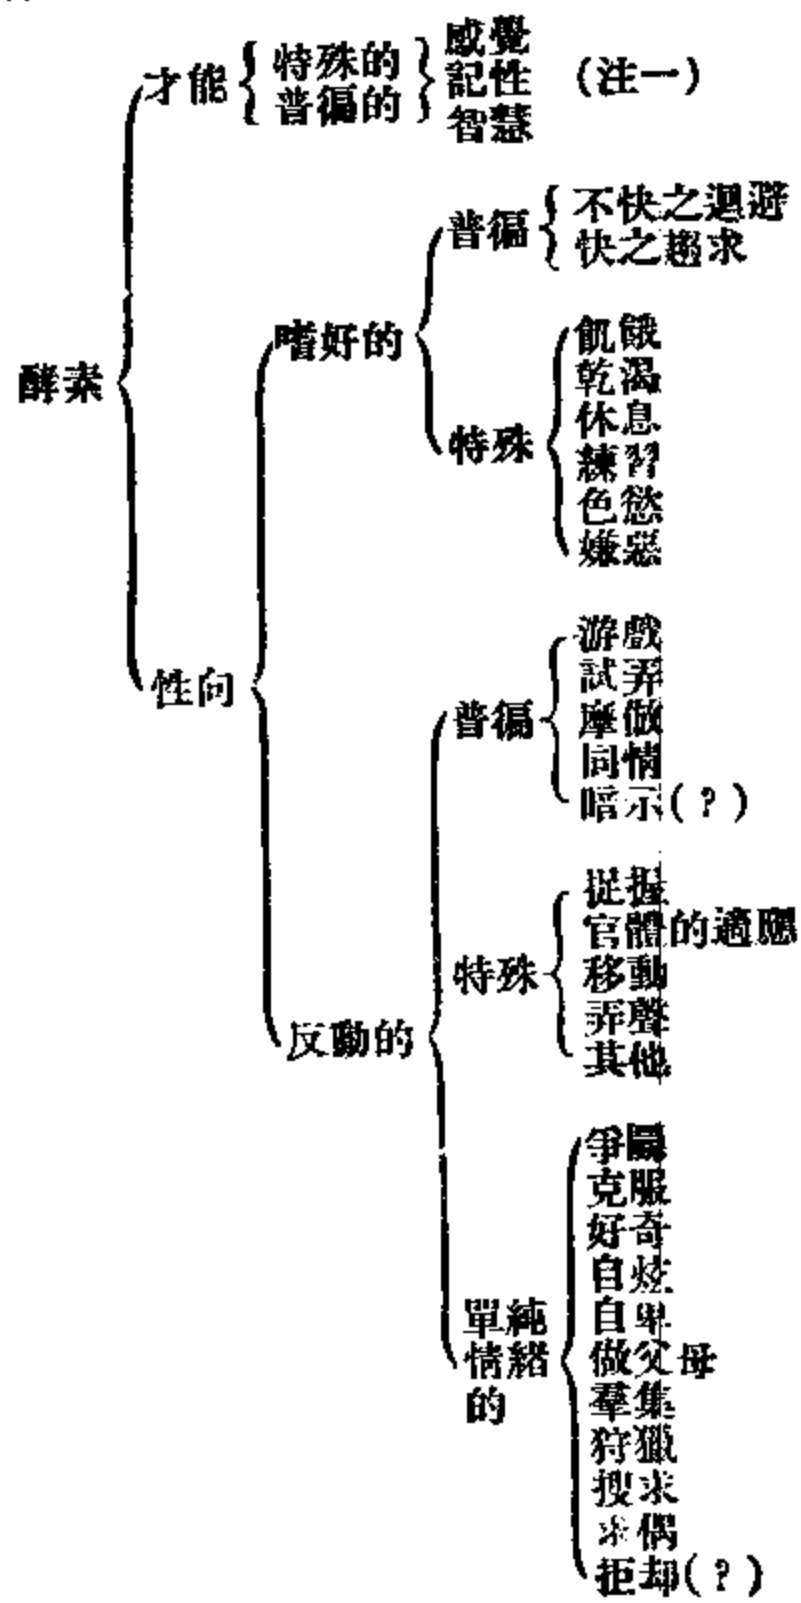 酵素
才能
特殊的
普徧的
感覺
記性
智慧
(注一)
性向
嗜好的
普徧
不快之迴避
快之趨求
特殊
飢餓
乾渴
休息
練習
色慾
嫌惡
反動的
普徧
游戲
試弄
摩倣
同情
暗示(?)
特殊
捉握
官體的適應
移動
弄聲
其他
單純
情緒
的
爭鬭
克服
好奇
自炫
自卑
做父母
羣集
狩獵
搜求
求偶
拒却(?)